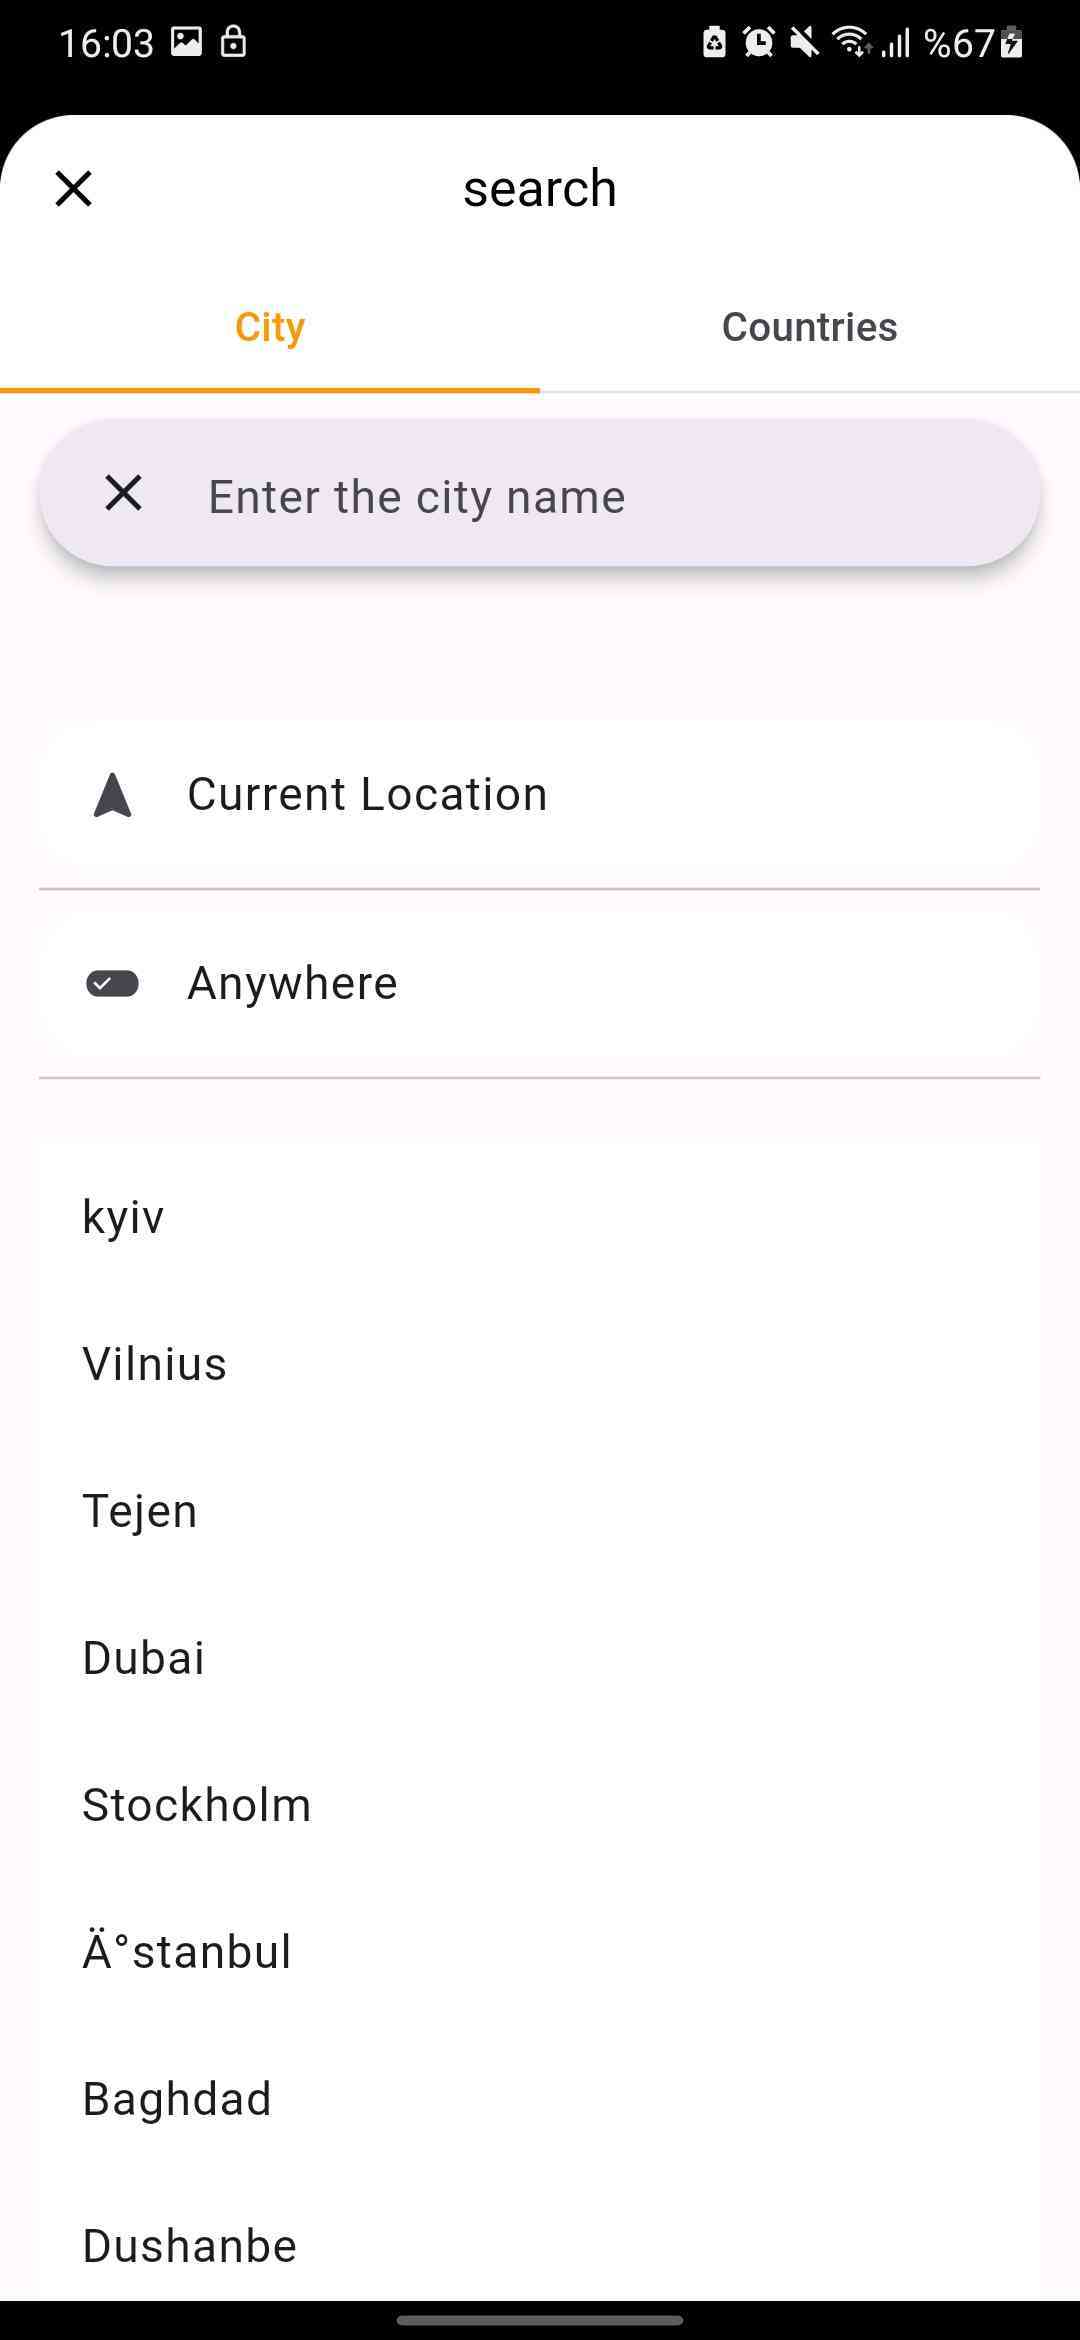 16:03 %67
search
City Countries
Enter the city name
Current Location
Anywhere
kyiv
Vilnius
Tejen
Dubai
Stockholm
Ä°stanbul
Baghdad
Dushanbe